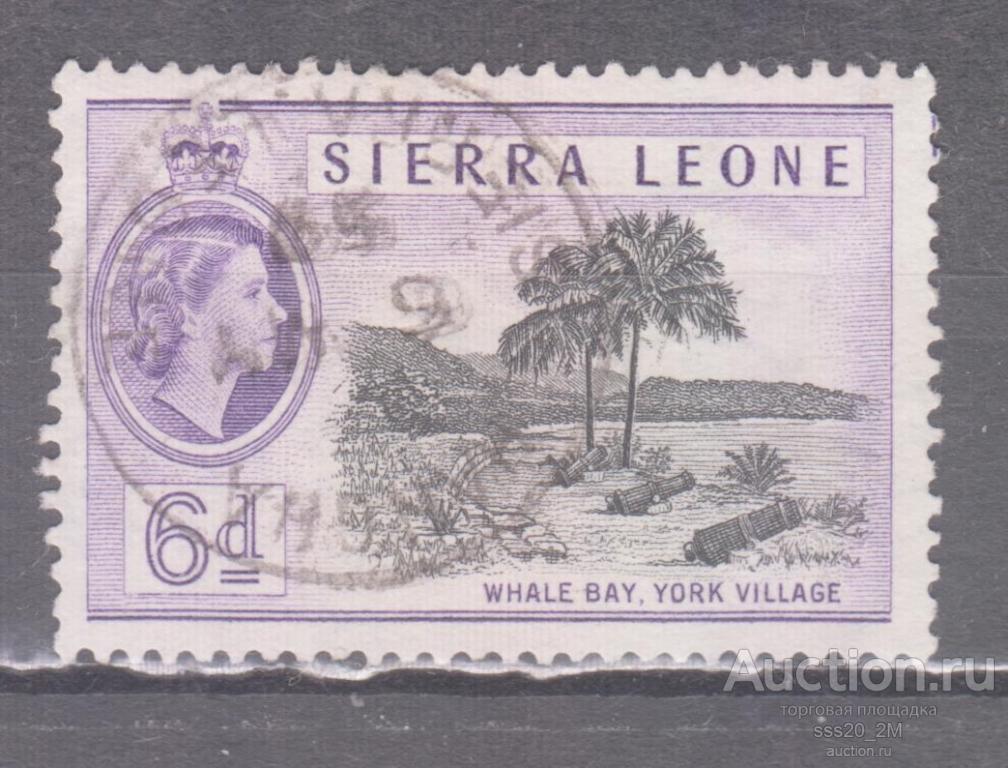 SIERRA LEONE
6d
WHALE BAY, YORK VILLAGE
Auction.ru
торговая площадка
sss20_2M
auction.ru